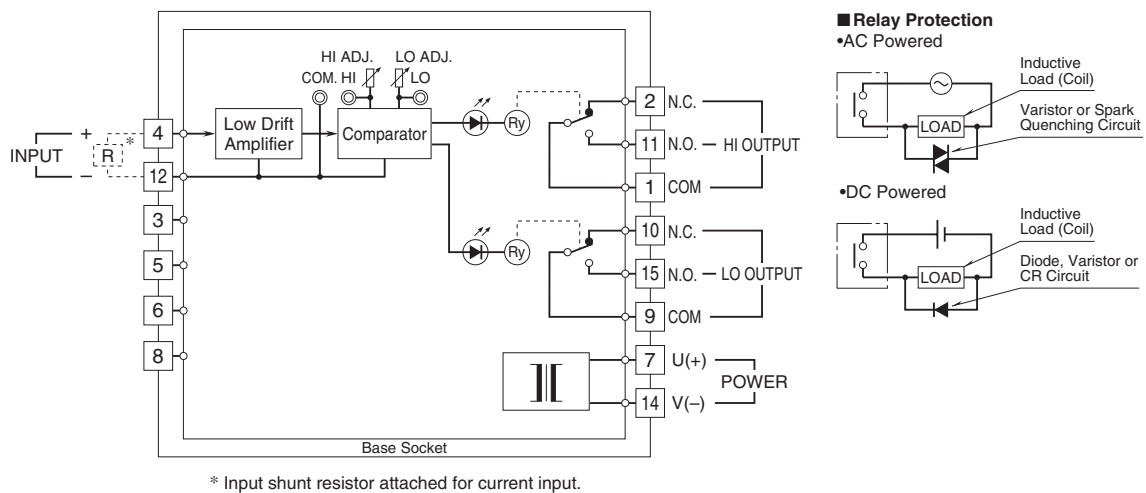 HI ADJ. LO ADJ.
COM. HI LO
INPUT
+
−
R
*
4
12
3
5
6
8
Low Drift
Amplifier
Comparator
Ry
Ry
2 N.C.
11 N.O. HI OUTPUT
1 COM
10 N.C.
15 N.O. LO OUTPUT
9 COM
7 U(+)
POWER
14 V(−)
Base Socket
* Input shunt resistor attached for current input.
■Relay Protection
•AC Powered
Inductive
Load (Coil)
LOAD
Varistor or Spark
Quenching Circuit
•DC Powered
Inductive
Load (Coil)
LOAD
Diode, Varistor or
CR Circuit